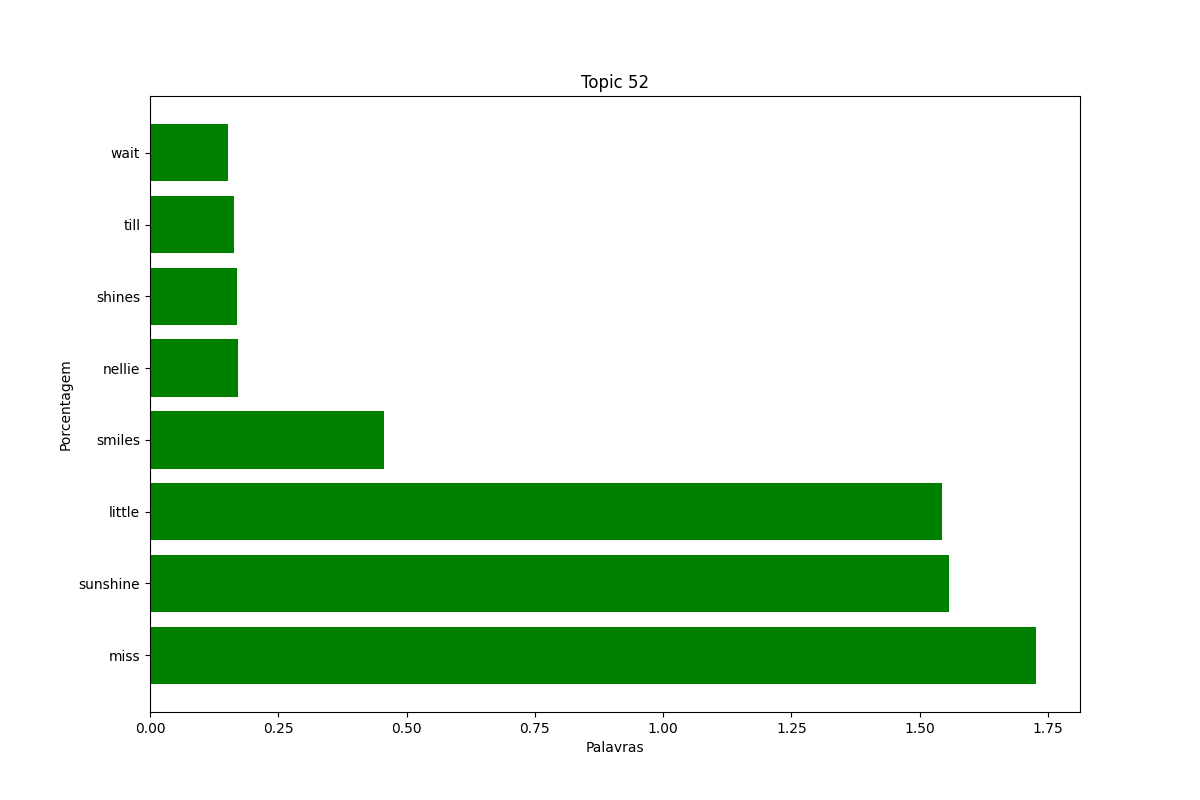 Topic 52
wait
till
shines
nellie
smiles
little
sunshine
miss
Porcentagem
0.00 0.25 0.50 0.75 1.00 1.25 1.50 1.75
Palavras